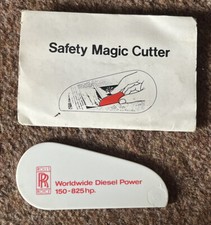 Safety Magic Cutter
RR
Worldwide Diesel Power
150-825hp.